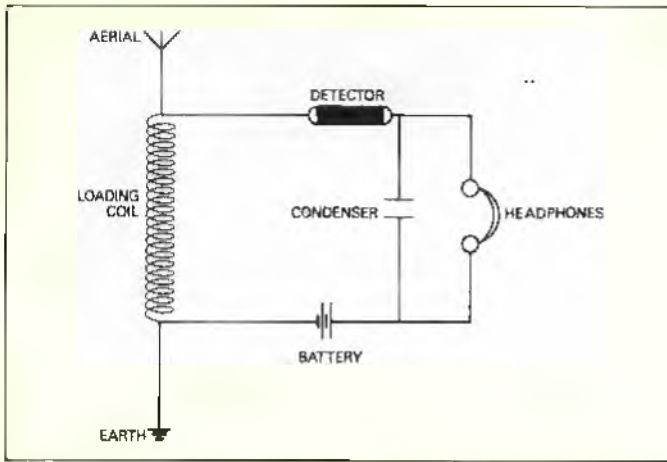 AERIAL
DETECTOR
LOADING
COIL
CONDENSER
HEADPHONES
BATTERY
EARTH